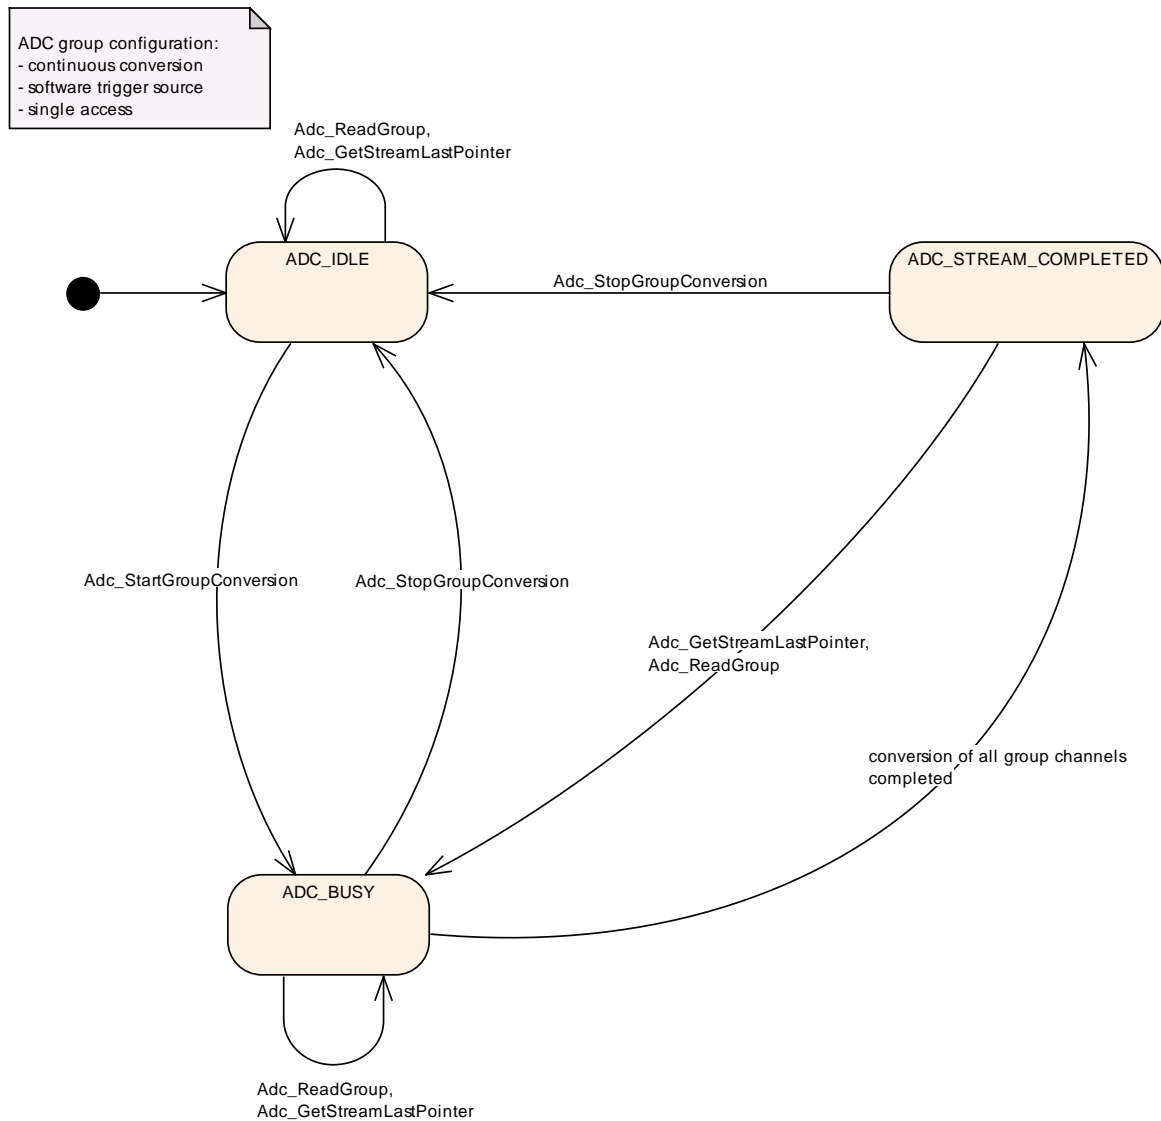 ADC group configuration:
- continuous conversion
- software trigger source
- single access
Adc_ReadGroup,
Adc_GetStreamLastPointer
ADC_IDLE
ADC_STREAM_COMPLETED
Adc_StopGroupConversion
Adc_StartGroupConversion
Adc_StopGroupConversion
Adc_GetStreamLastPointer,
Adc_ReadGroup
conversion of all group channels
completed
ADC_BUSY
Adc_ReadGroup,
Adc_GetStreamLastPointer